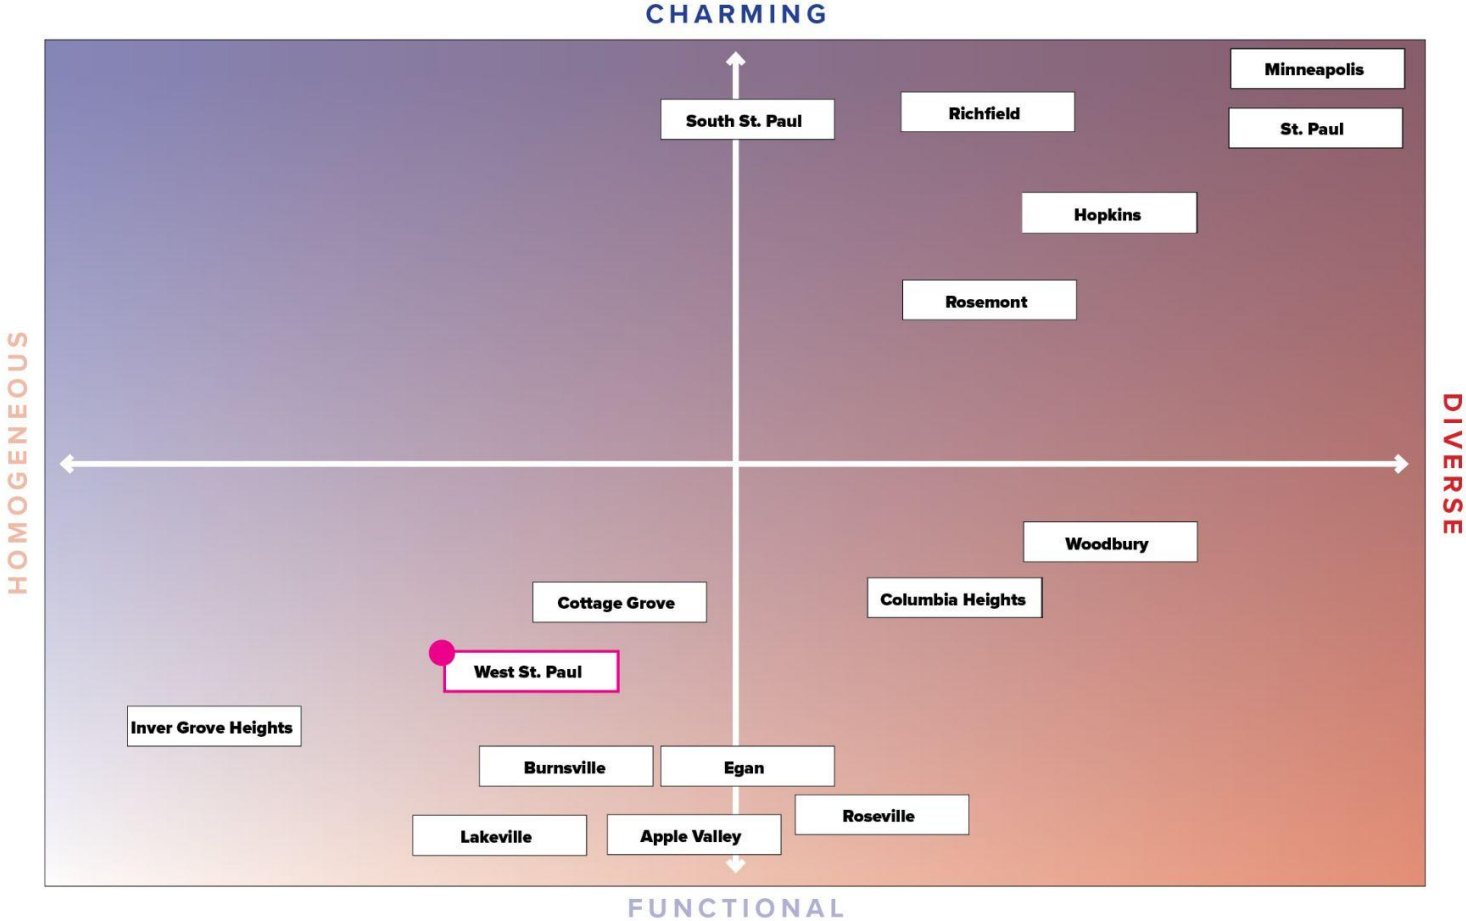 CHARMING
Minneapolis
South St. Paul
Richfield
St. Paul
Hopkins
Rosemont
HOMOGENEOUS
DIVERSE
Woodbury
Cottage Grove
Columbia Heights
West St. Paul
Inver Grove Heights
Burnsville
Egan
Roseville
Lakeville
Apple Valley
FUNCTIONAL